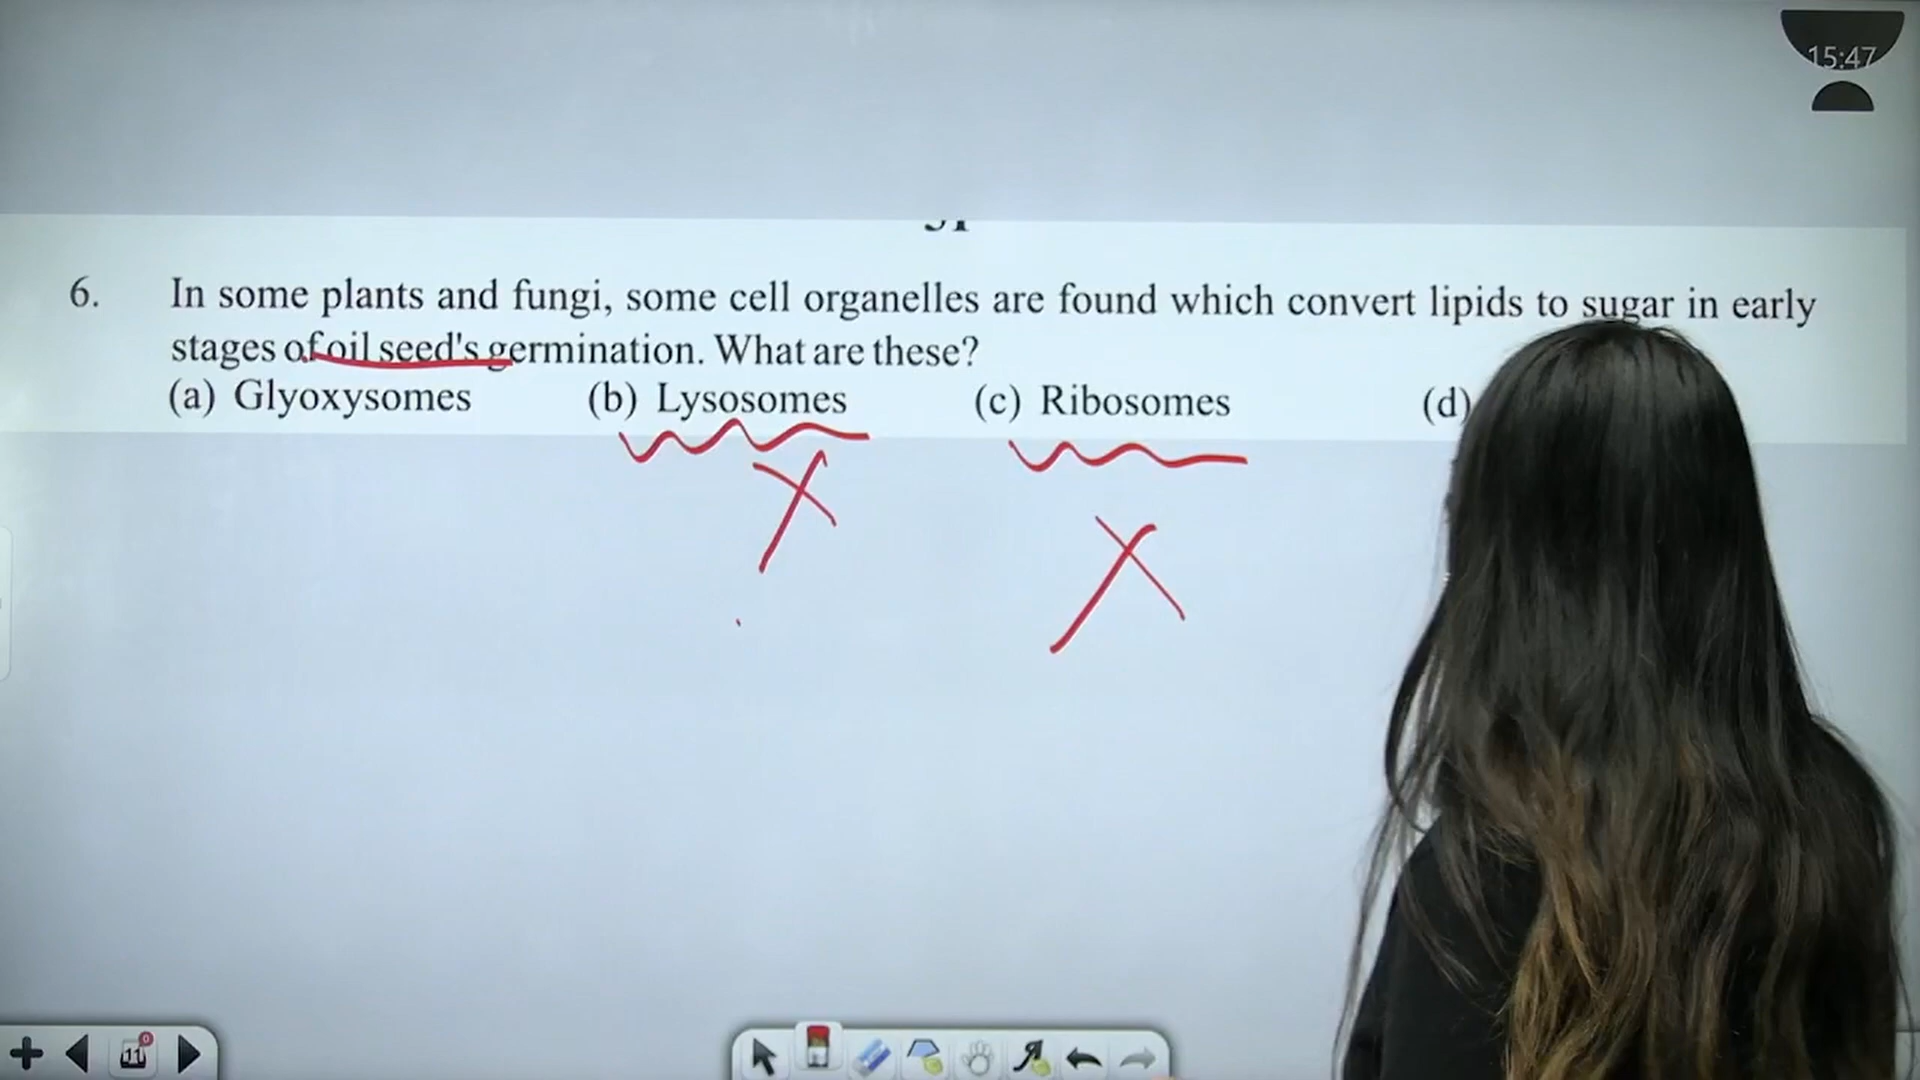 15:47
6. In some plants and fungi, some cell organelles are found which convert lipids to sugar in early
stages of oil seed's germination. What are these?
(a) Glyoxysomes (b) Lysosomes (c) Ribosomes (d)
X X
11